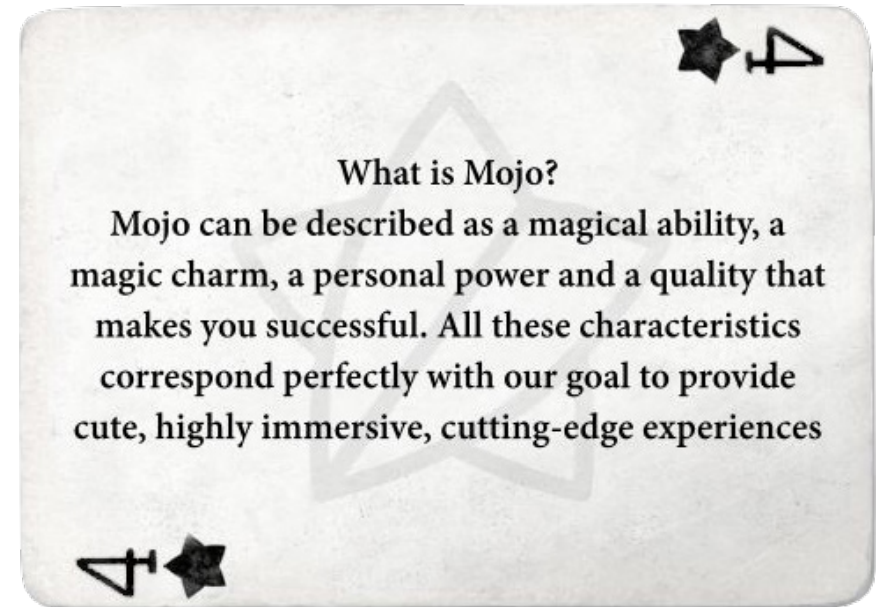 4
What is Mojo?
Mojo can be described as a magical ability, a
magic charm, a personal power and a quality that
makes you successful. All these characteristics
correspond perfectly with our goal to provide
cute, highly immersive, cutting-edge experiences
4